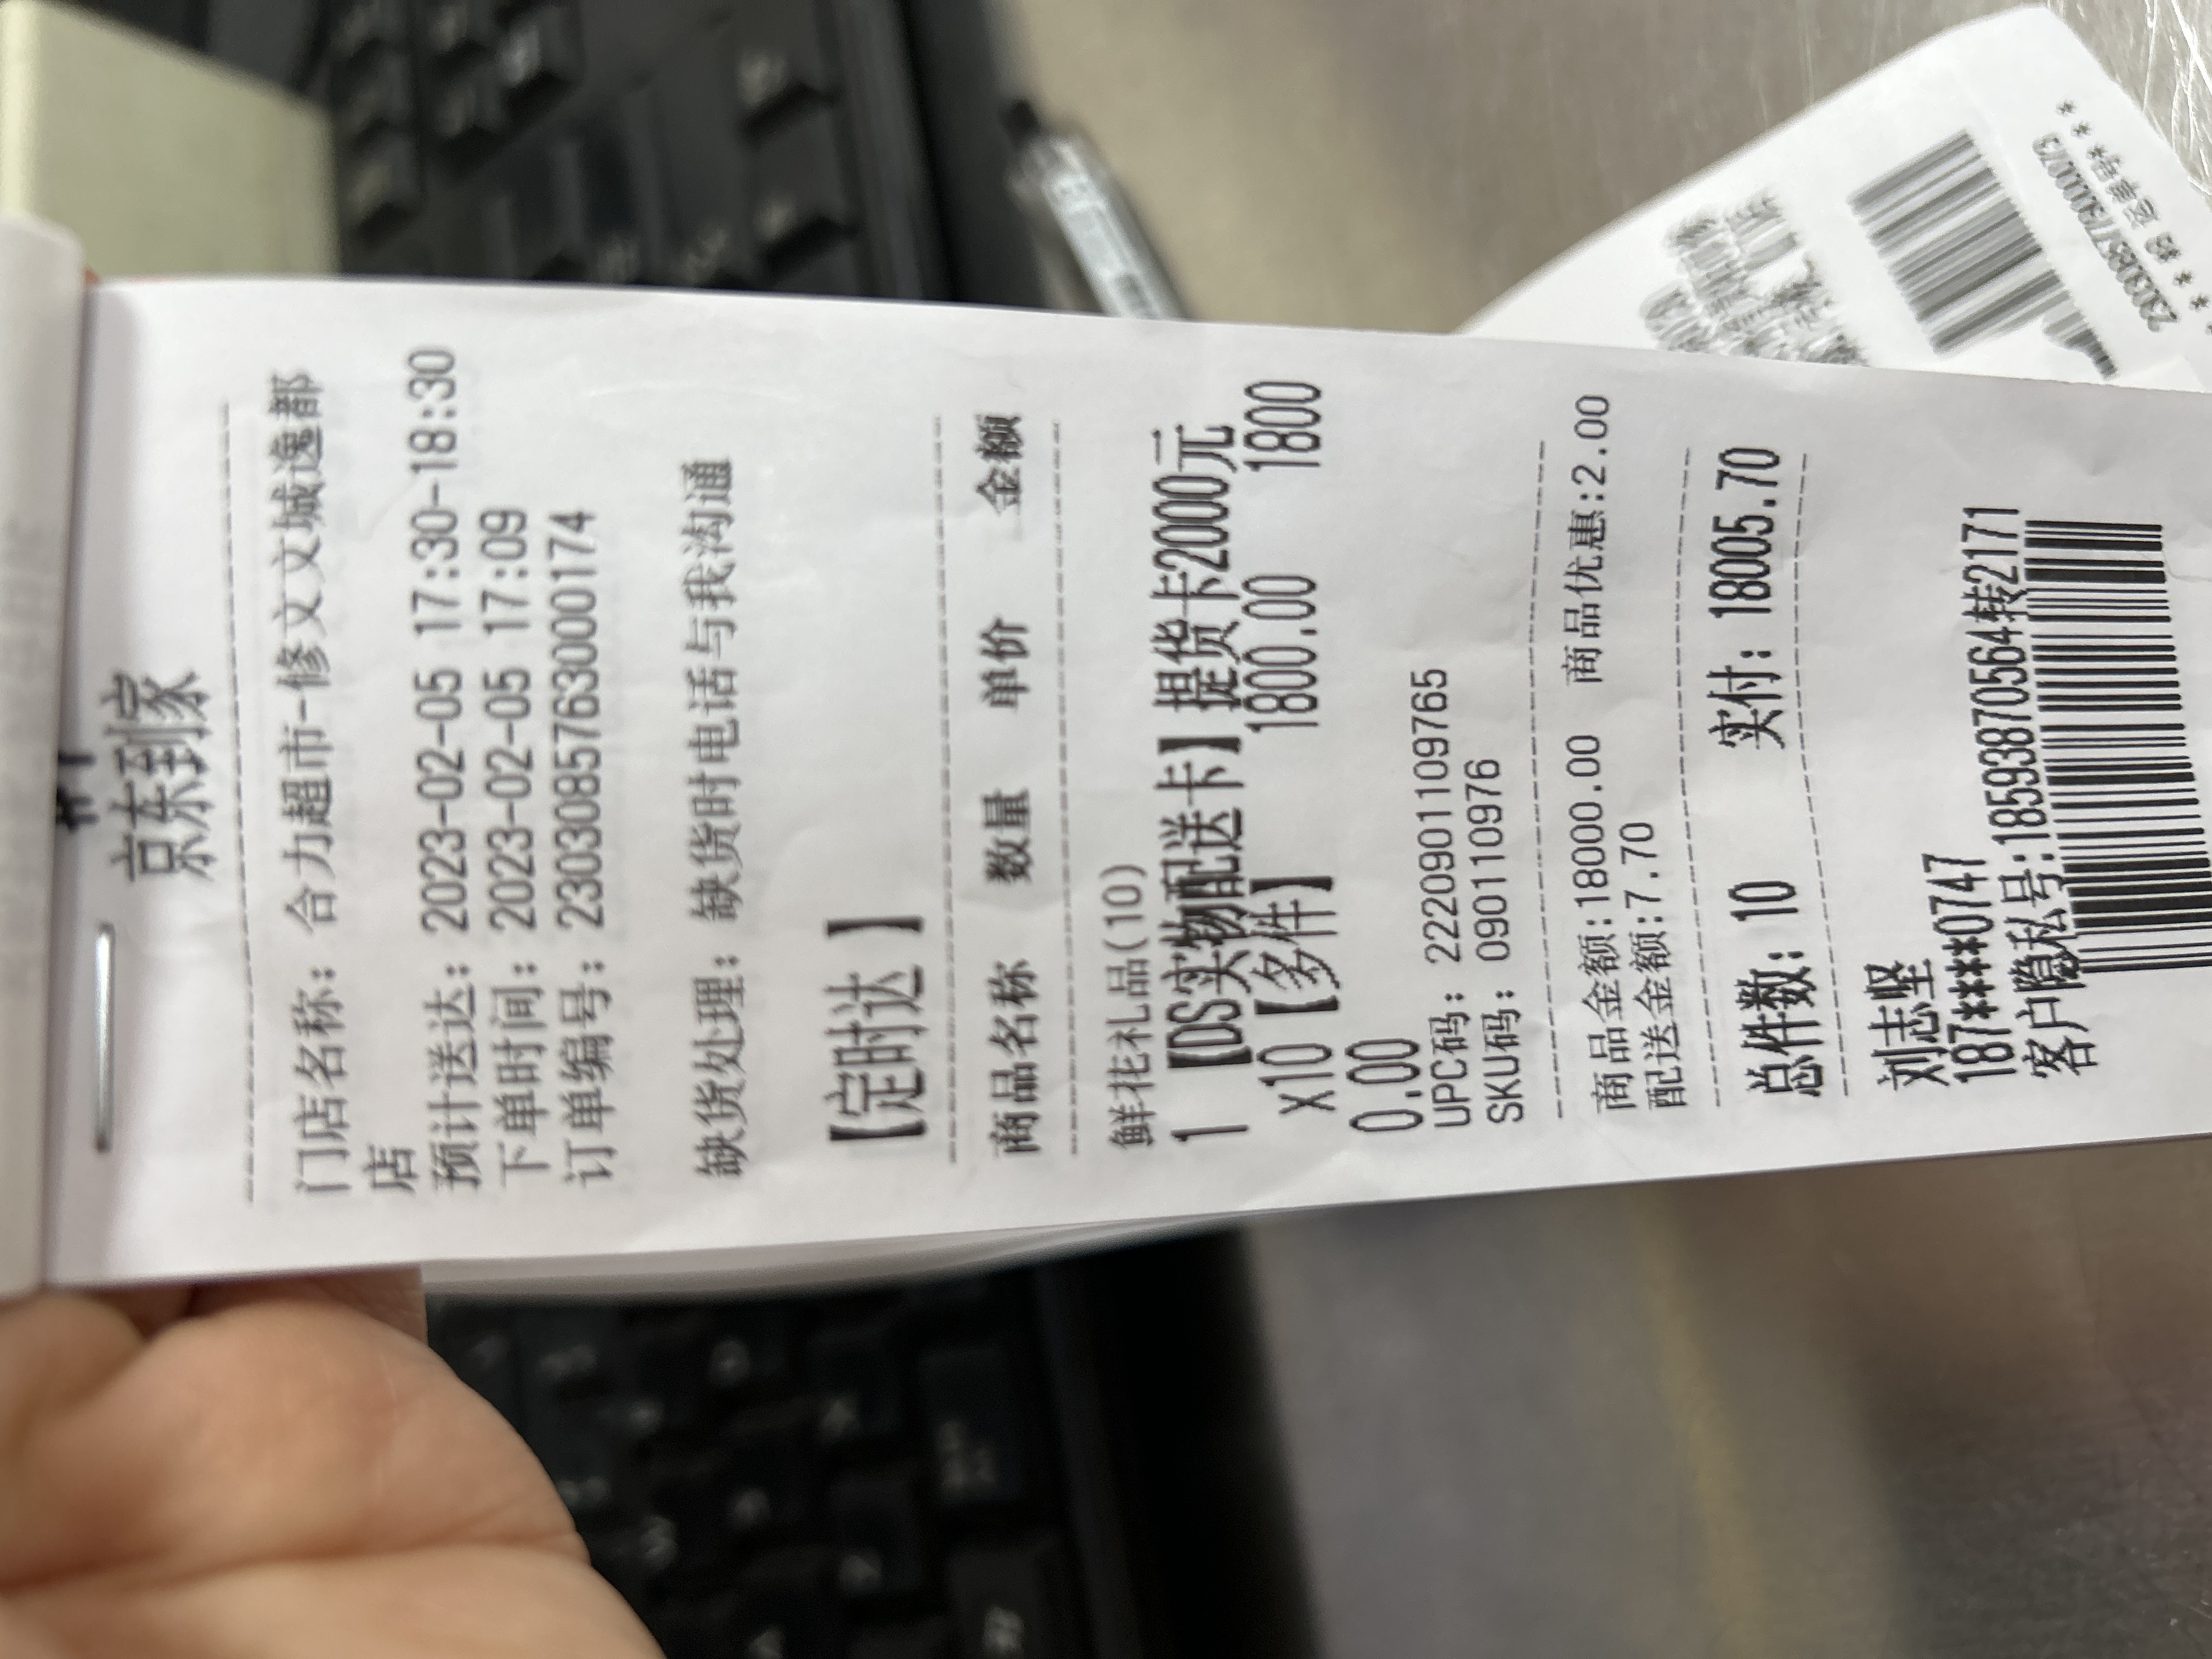 #1
京东到家
门店名称: 合力超市-修文文城逸都
店
预计送达: 2023-02-05 17:30-18:30
下单时间: 2023-02-05 17:09
订单编号: 2303085763000174
缺货处理: 缺货时电话与我沟通
【定时达 】
商品名称 数量 单价 金额
鲜花礼品(10)
1 【DS实物配送卡】提货卡2000元
x10【多件】 1800.00 1800
0.00
UPC码: 2220901109765
SKU码: 0901109976
商品金额:18000.00 商品优惠:2.00
配送金额:7.70
总件数: 10 实付: 18005.70
刘志坚
187****0747
客户隐私号:18593870564转2171